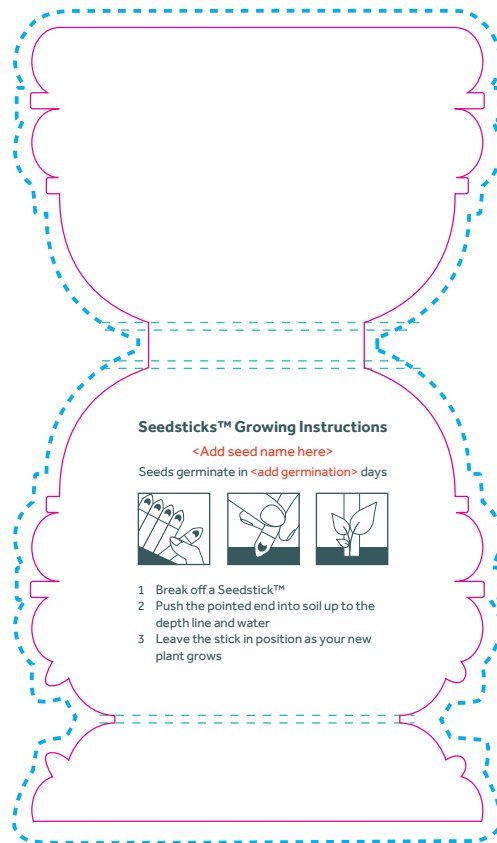 Seedsticks™ Growing Instructions
<Add seed name here>
Seeds germinate in <add germination> days
1 Break off a Seedstick™
2 Push the pointed end into soil up to the
depth line and water
3 Leave the stick in position as your new
plant grows